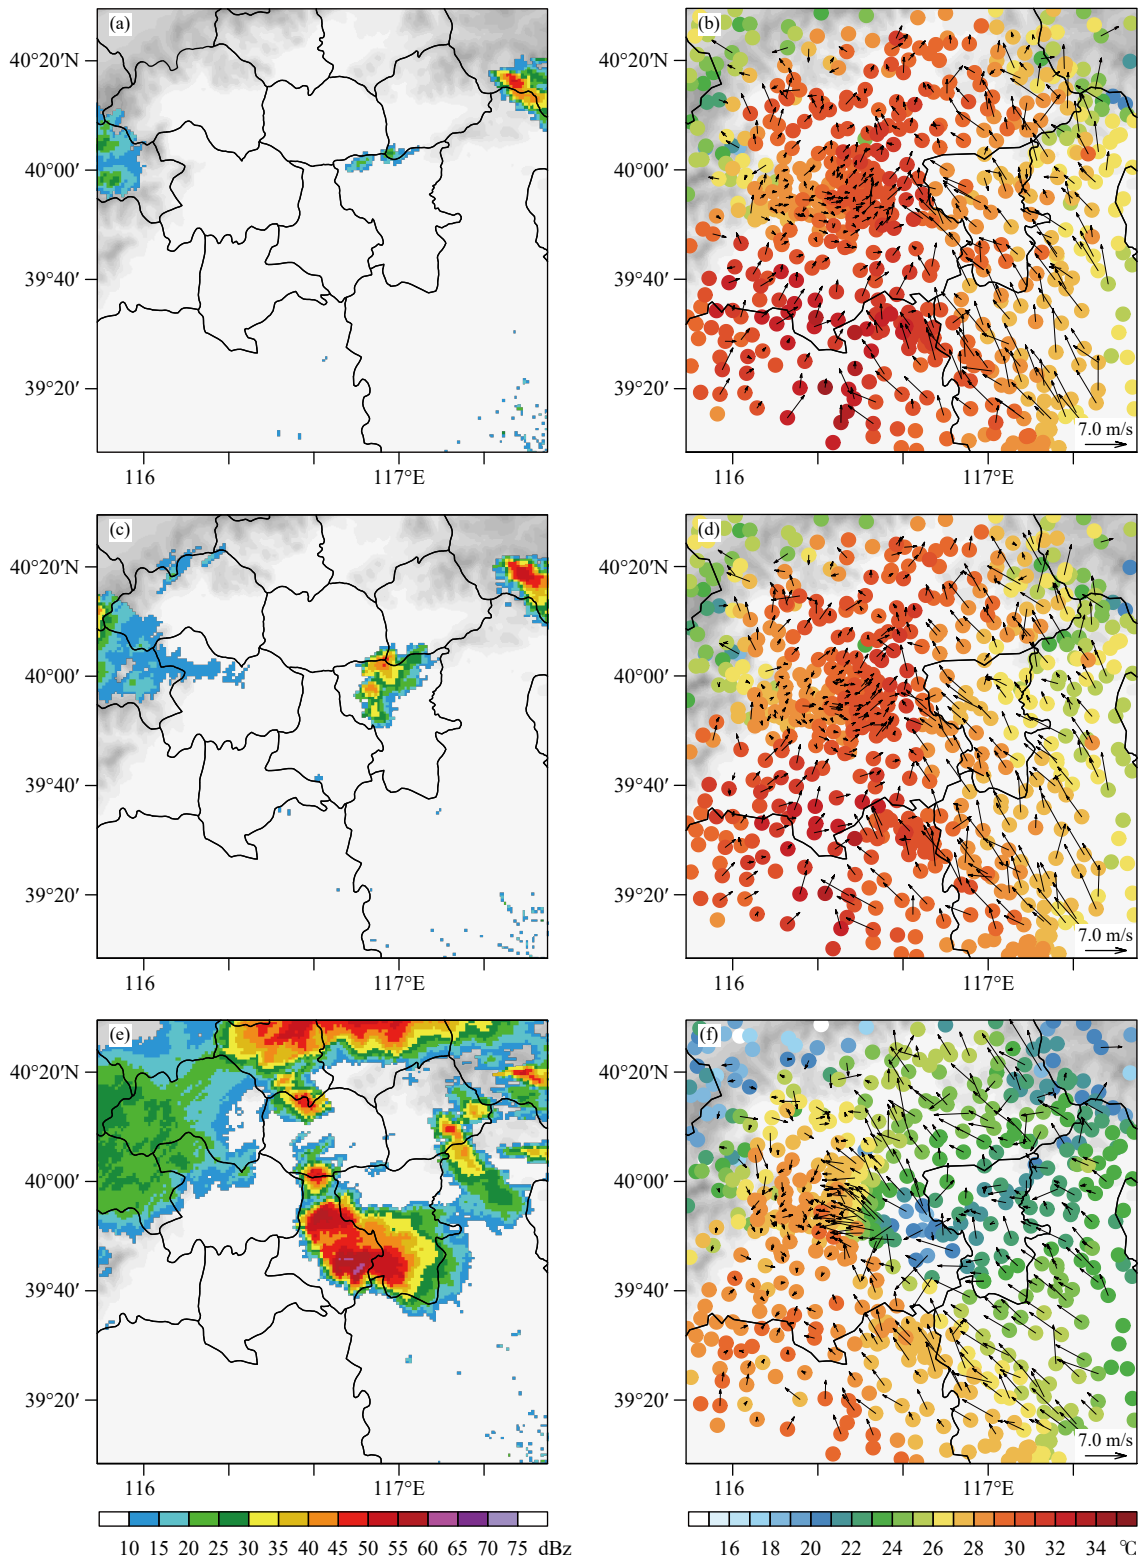 (a)
40°20′N
40°00′
39°40′
39°20′
116
117°E
(b)
40°20′N
40°00′
39°40′
39°20′
7.0 m/s
116
117°E
(c)
40°20′N
40°00′
39°40′
39°20′
116
117°E
(d)
40°20′N
40°00′
39°40′
39°20′
7.0 m/s
116
117°E
(e)
40°20′N
40°00′
39°40′
39°20′
116
117°E
(f)
40°20′N
40°00′
39°40′
39°20′
7.0 m/s
116
117°E
10 15 20 25 30 35 40 45 50 55 60 65 70 75 dBz
16 18 20 22 24 26 28 30 32 34 ℃